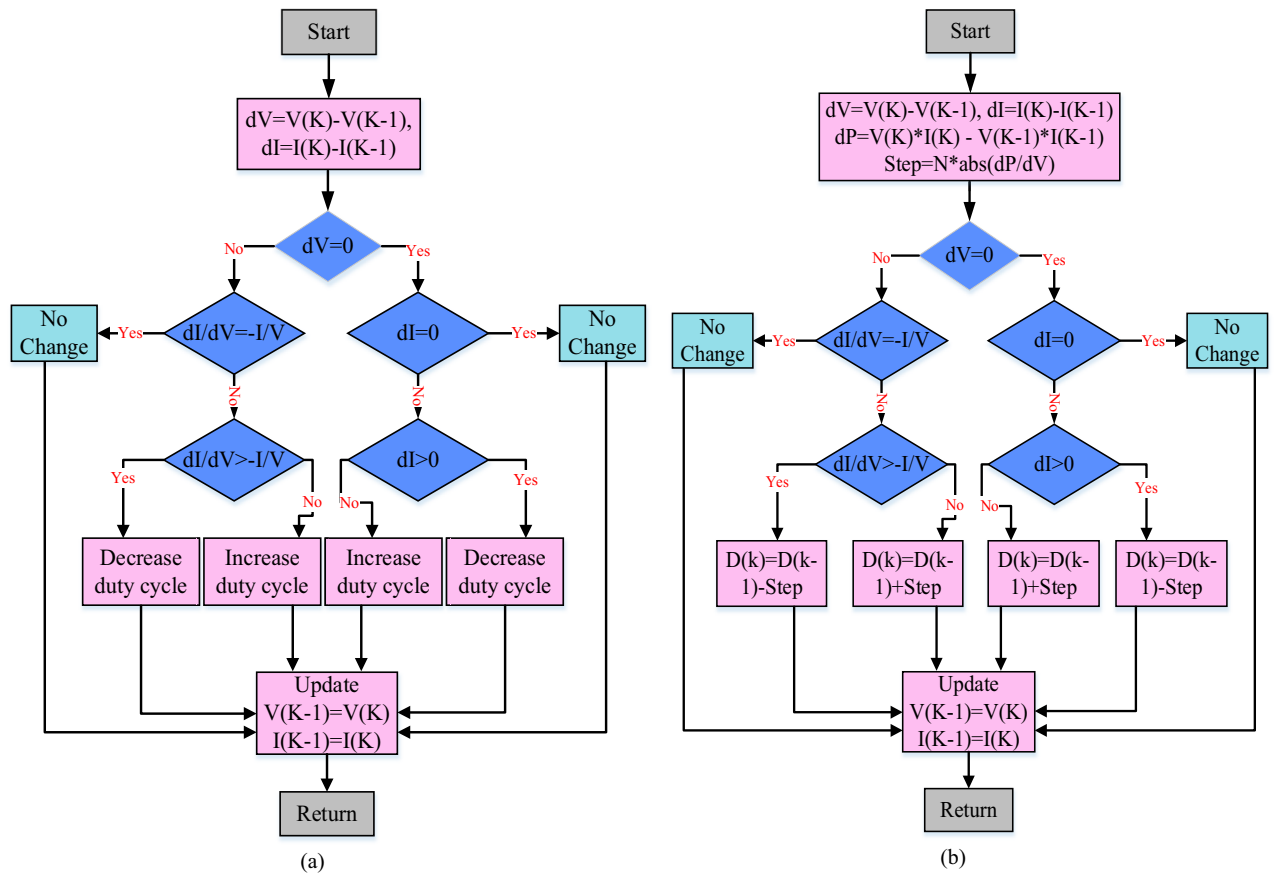 Start
dV=V(K)-V(K-1),
dI=I(K)-I(K-1)
dV=0
No
Yes
No
Change
Yes
dI/dV=-I/V
dI=0
Yes
No
Change
No
No
dI/dV>-I/V
dI>0
Yes
No
No
Yes
Decrease
duty cycle
Increase
duty cycle
Increase
duty cycle
Decrease
duty cycle
Update
V(K-1)=V(K)
I(K-1)=I(K)
Return
(a)
Start
dV=V(K)-V(K-1), dI=I(K)-I(K-1)
dP=V(K)*I(K) - V(K-1)*I(K-1)
Step=N*abs(dP/dV)
dV=0
No
Yes
No
Change
Yes
dI/dV=-I/V
dI=0
Yes
No
Change
No
No
dI/dV>-I/V
dI>0
Yes
No
No
Yes
D(k)=D(k-
1)-Step
D(k)=D(k-
1)+Step
D(k)=D(k-
1)+Step
D(k)=D(k-
1)-Step
Update
V(K-1)=V(K)
I(K-1)=I(K)
Return
(b)